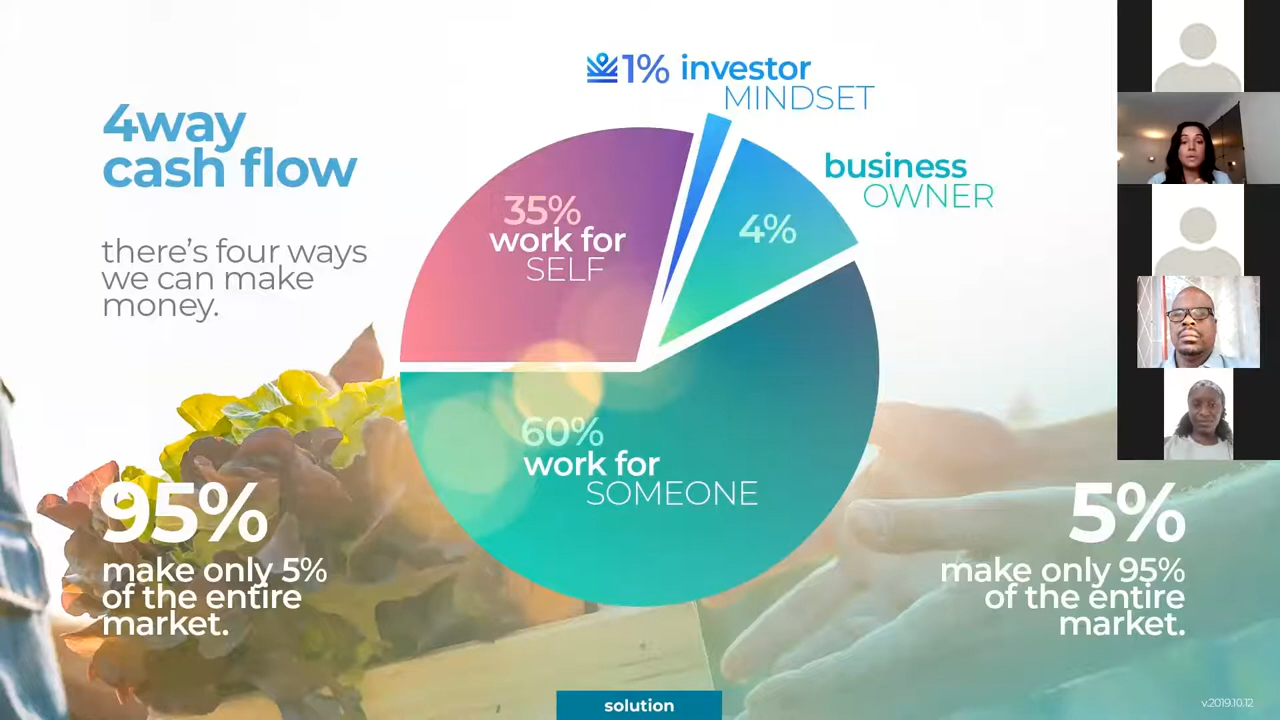 4way
cash flow
there's four ways
we can make
money.
1% investor
MINDSET
business
OWNER
4%
35%
work for
SELF
60%
work for
SOMEONE
95%
make only 5%
of the entire
market.
5%
make only 95%
of the entire
market.
solution
v.2019.10.12